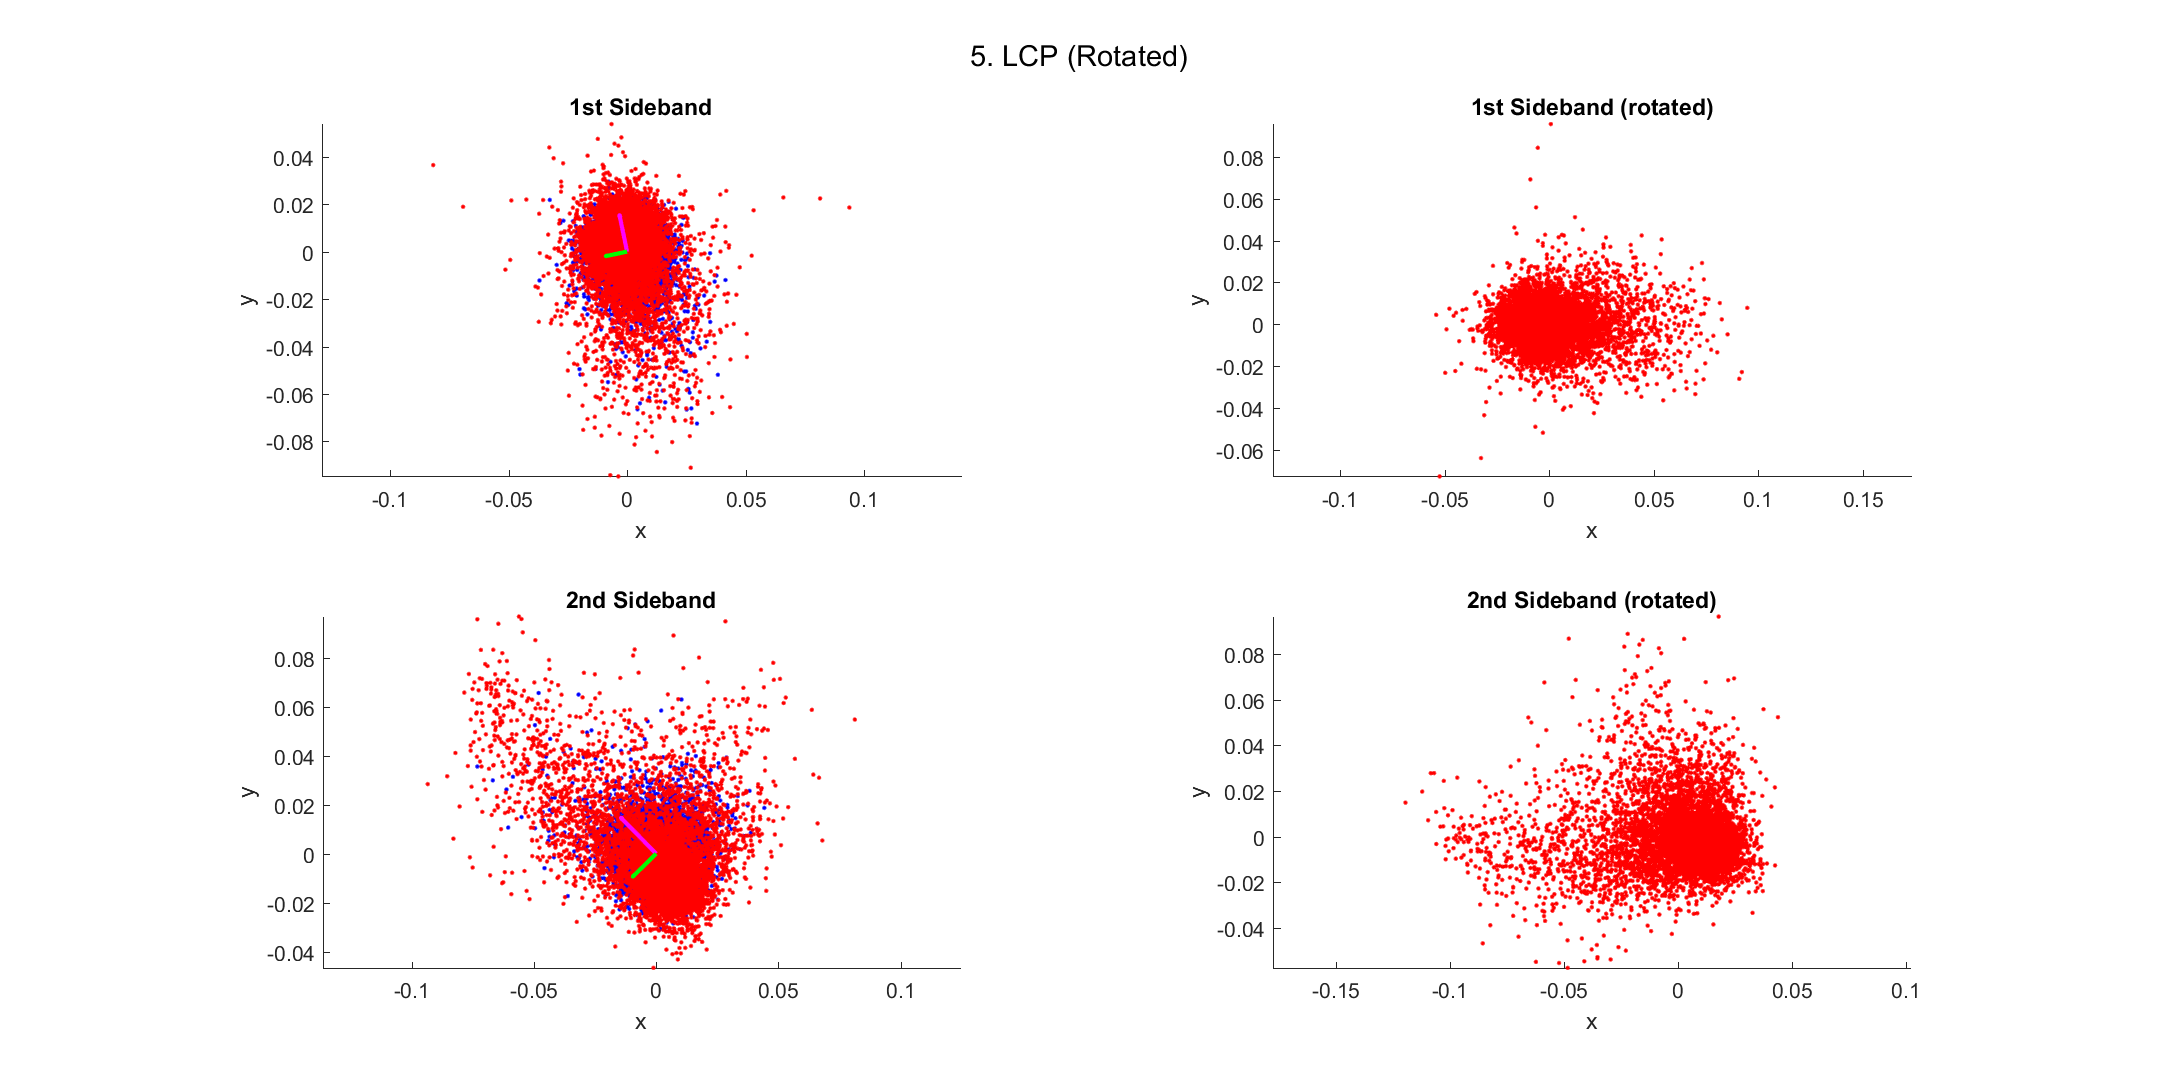 5. LCP (Rotated)
1st Sideband
0.04
0.02
0
-0.02
-0.04
-0.06
-0.08
y
-0.1 -0.05 0 0.05 0.1
x
1st Sideband (rotated)
0.08
0.06
0.04
0.02
0
-0.02
-0.04
-0.06
y
-0.1 -0.05 0 0.05 0.1 0.15
x
2nd Sideband
0.08
0.06
0.04
0.02
0
-0.02
-0.04
y
-0.1 -0.05 0 0.05 0.1
x
2nd Sideband (rotated)
0.08
0.06
0.04
0.02
0
-0.02
-0.04
y
-0.15 -0.1 -0.05 0 0.05 0.1
x